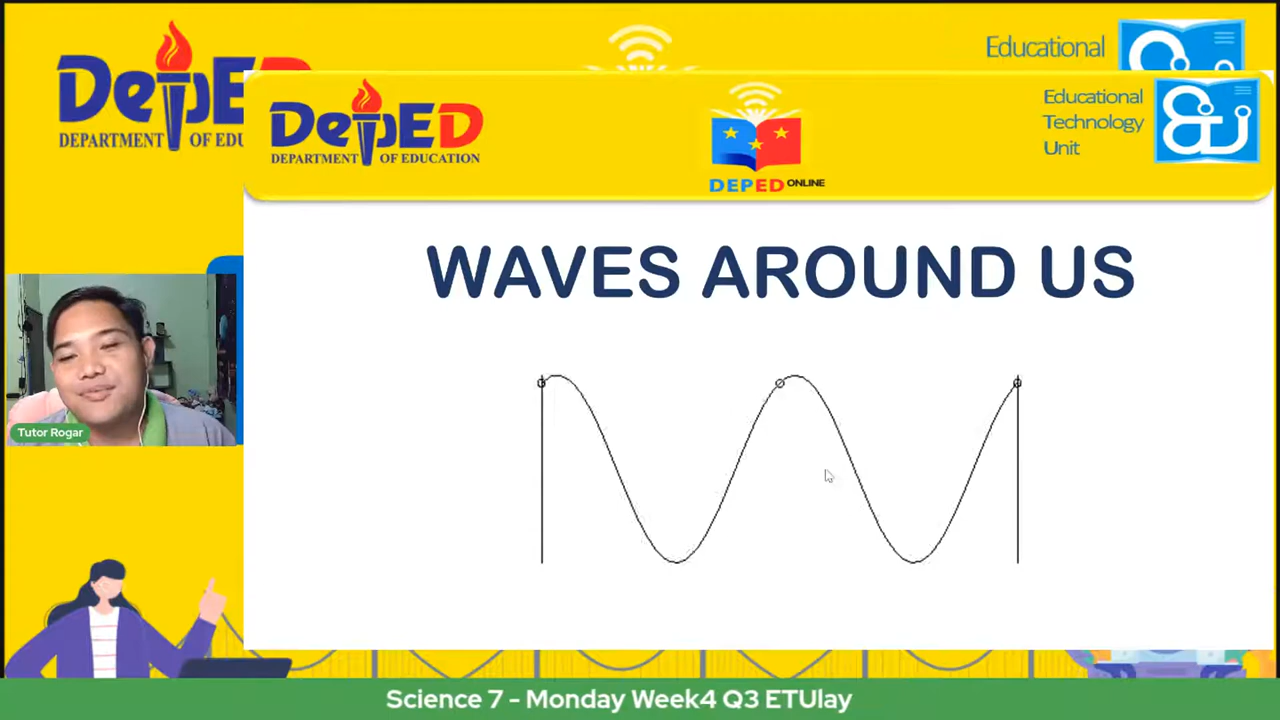 DepED
DEPARTMENT OF EDU
Educational
DepED
DEPARTMENT OF EDUCATION
DEPED ONLINE
Educational
Technology
Unit
WAVES AROUND US
Tutor Rogar
Science 7 - Monday Week4 Q3 ETUlay